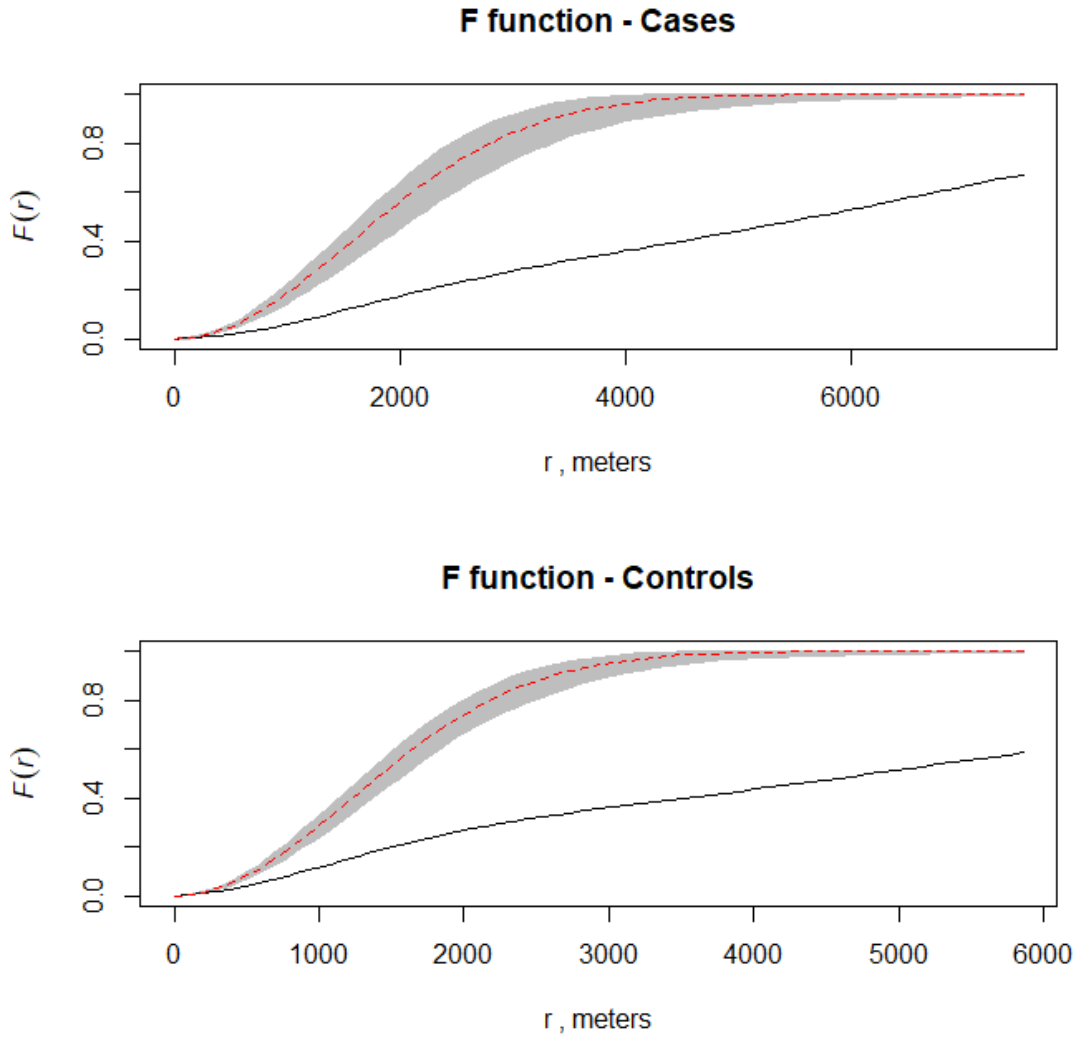 F function - Cases
F(r)
0.0 0.4 0.8
0 2000 4000 6000
r , meters
F function - Controls
F(r)
0.0 0.4 0.8
0 1000 2000 3000 4000 5000 6000
r , meters